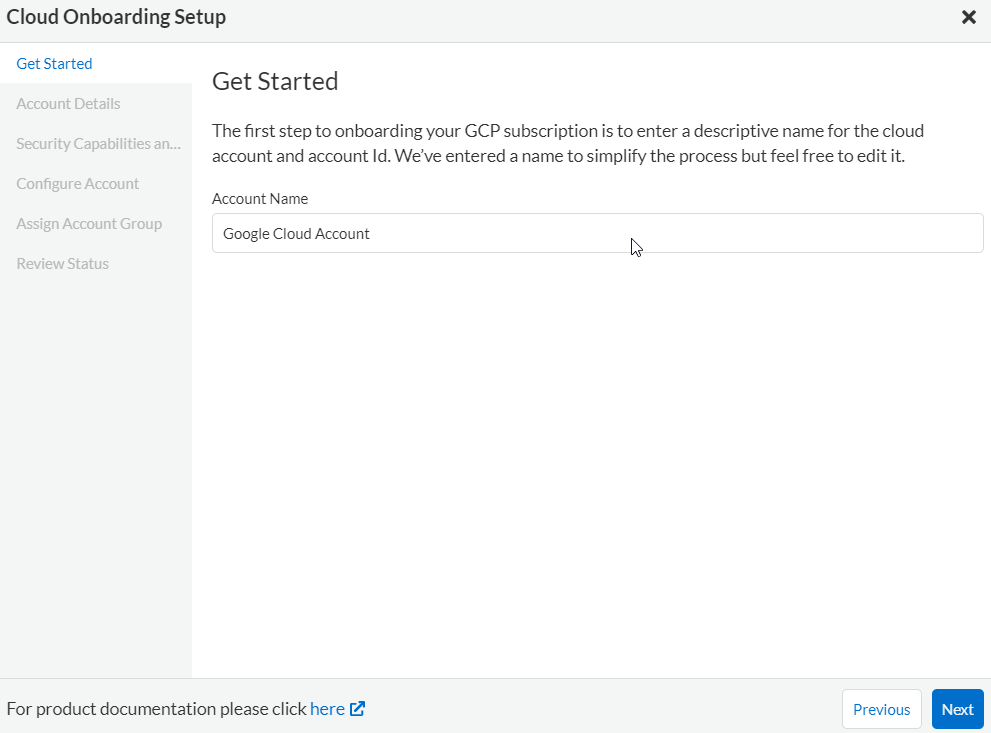 Cloud Onboarding Setup
Get Started
Account Details
Security Capabilities an...
Configure Account
Assign Account Group
Review Status
Get Started
The first step to onboarding your GCP subscription is to enter a descriptive name for the cloud
account and account Id. We’ve entered a name to simplify the process but feel free to edit it.
Account Name
Google Cloud Account
For product documentation please click here
Previous
Next